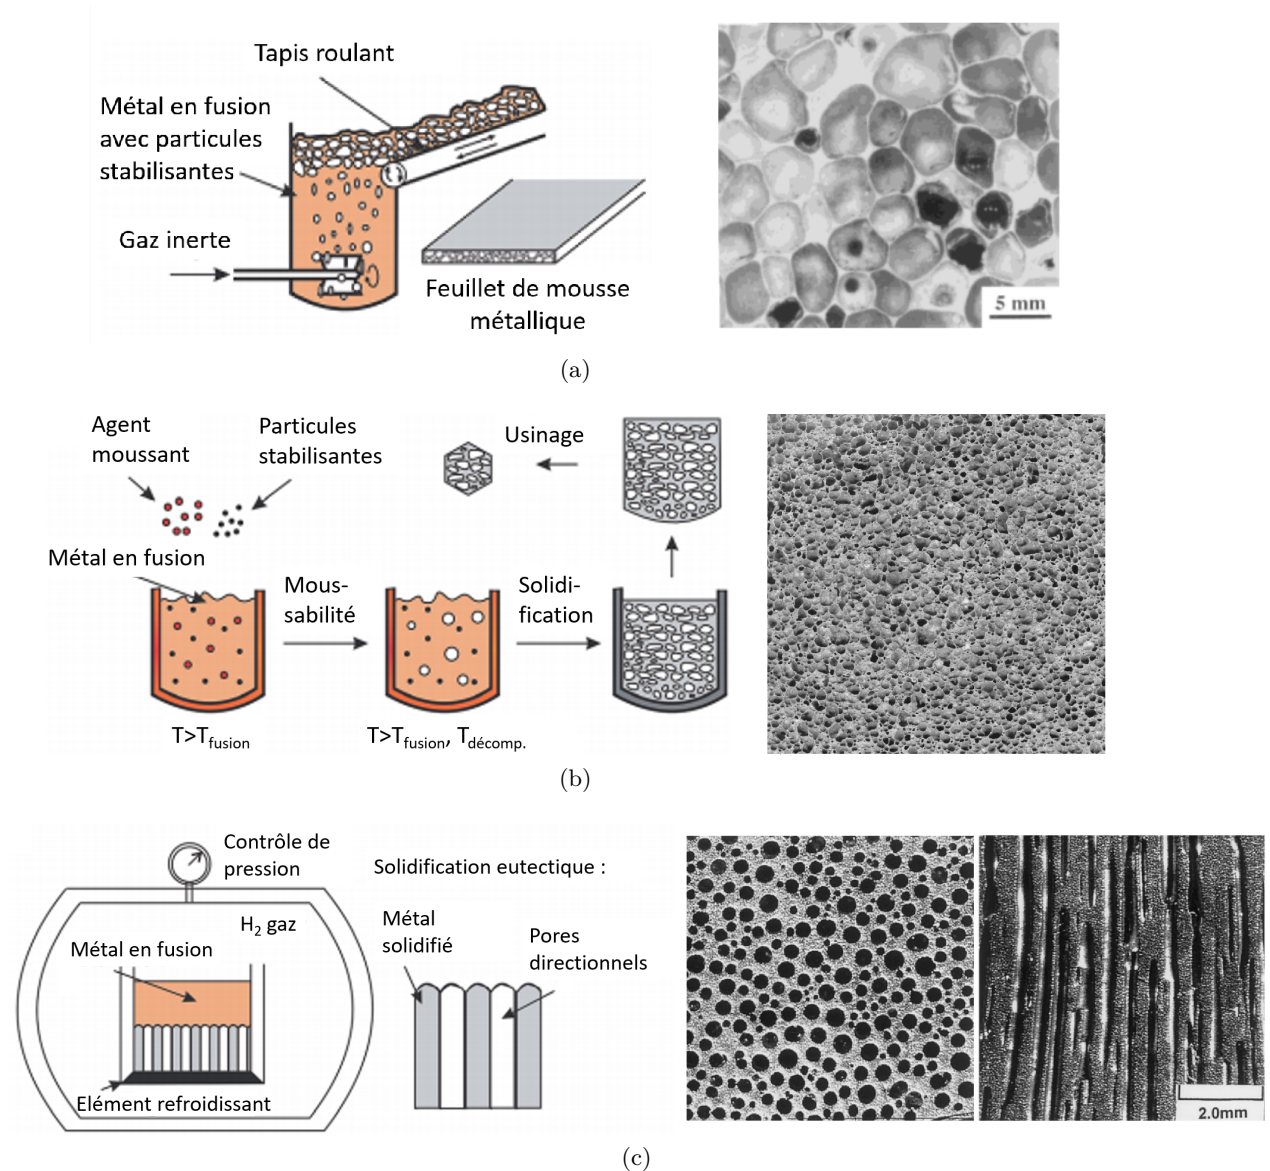 Tapis roulant
Métal en fusion
avec particules
stabilisantes
Gaz inerte
Feuillet de mousse
métallique
5 mm
(a)
Agent
moussant
Particules
stabilisantes
Usinage
Métal en fusion
Mous-
sabilité
Solidi-
fication
T>Tfusion
T>Tfusion, Tdécomp.
(b)
Contrôle de
pression
H2 gaz
Métal en fusion
Elément refroidissant
Solidification eutectique :
Métal
solidifié
Pores
directionnels
2.0mm
(c)